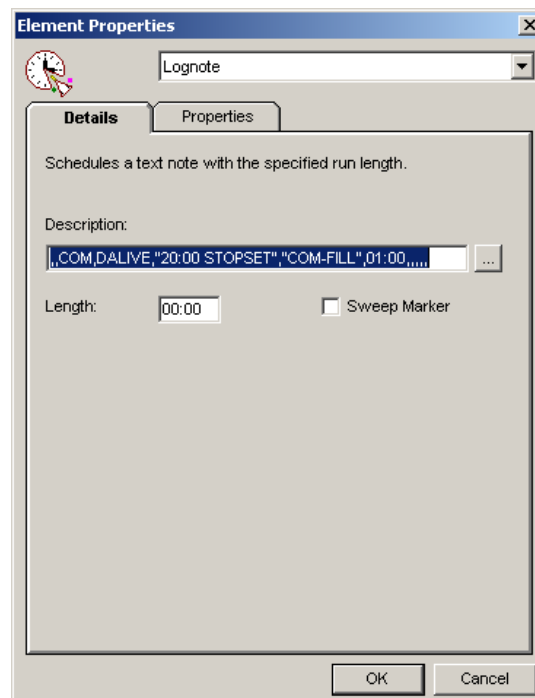 Element Properties
Lognote
Details Properties
Schedules a text note with the specified run length.
Description:
,,COM,DALIVE,"20:00 STOPSET","COM-FILL",01:00,,,,,
...
Length: 00:00 Sweep Marker
OK Cancel